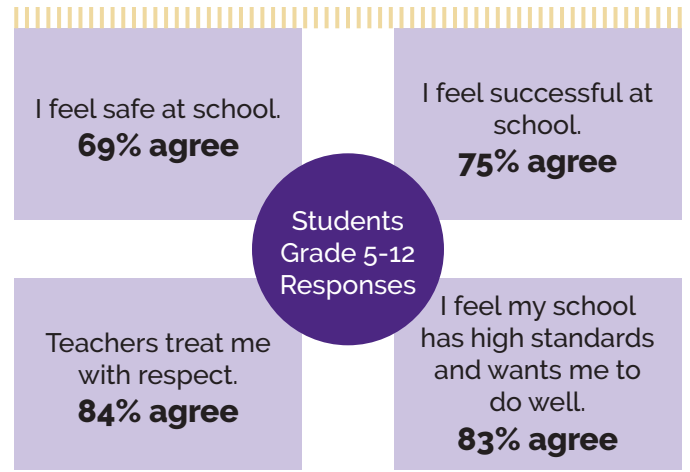 I feel safe at school.
69% agree
I feel successful at
school.
75% agree
Students
Grade 5-12
Responses
Teachers treat me
with respect.
84% agree
I feel my school
has high standards
and wants me to
do well.
83% agree